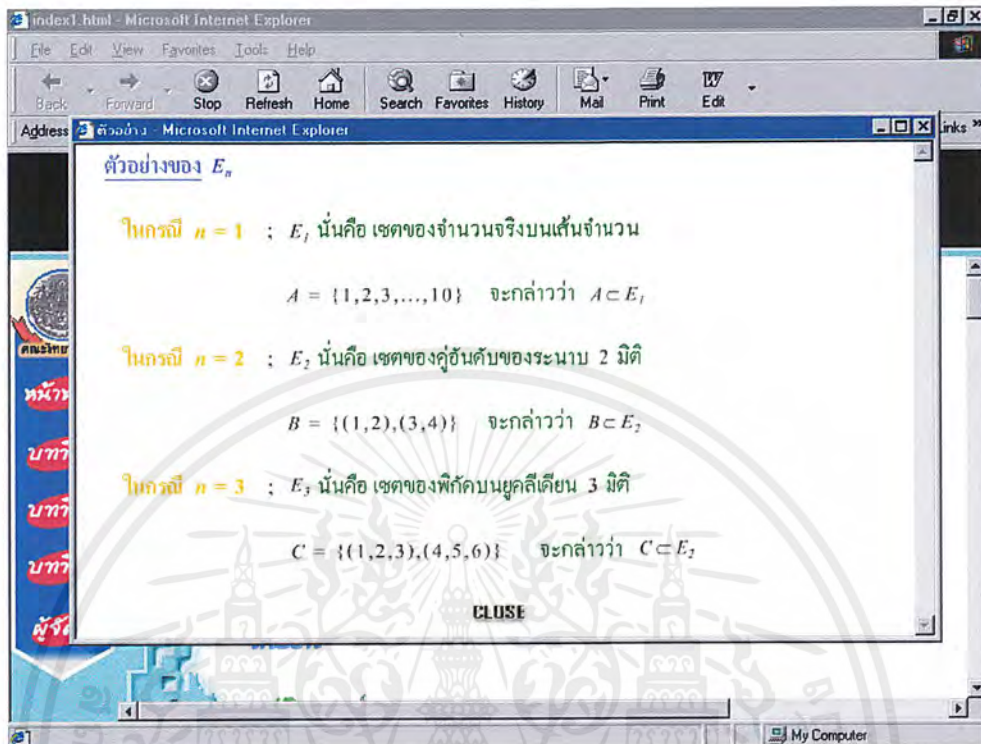 index1.html - Microsoft Internet Explorer
File Edit View Favorites Tools Help
Back Forward Stop Refresh Home Search Favorites History Mail Print Edit
Address
Links »
ตัวอย่าง - Microsoft Internet Explorer
ตัวอย่างของ Eₙ
ในกรณี n = 1 ; E₁ นั่นคือ เซตของจำนวนจริงบนเส้นจำนวน
A = {1,2,3,...,10} จะกล่าวว่า A ⊂ E₁
ในกรณี n = 2 ; E₂ นั่นคือ เซตของคู่อันดับของระนาบ 2 มิติ
B = {(1,2),(3,4)} จะกล่าวว่า B ⊂ E₂
ในกรณี n = 3 ; E₃ นั่นคือ เซตของพิกัดบนยูคลีเดียน 3 มิติ
C = {(1,2,3),(4,5,6)} จะกล่าวว่า C ⊂ E₂
CLOSE
My Computer